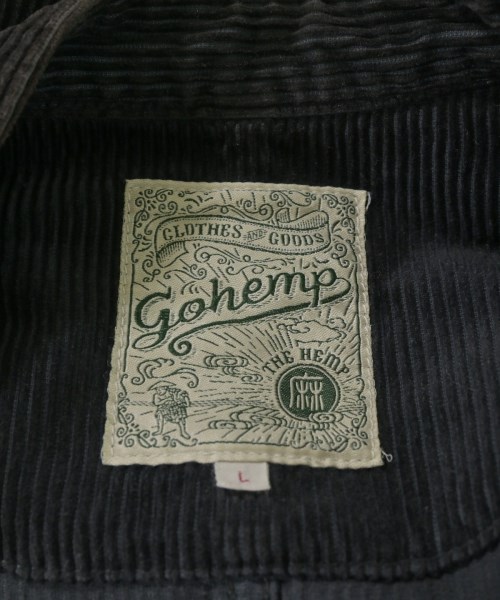 CLOTHES AND GOODS
gohemp
THE HEMP
麻
L